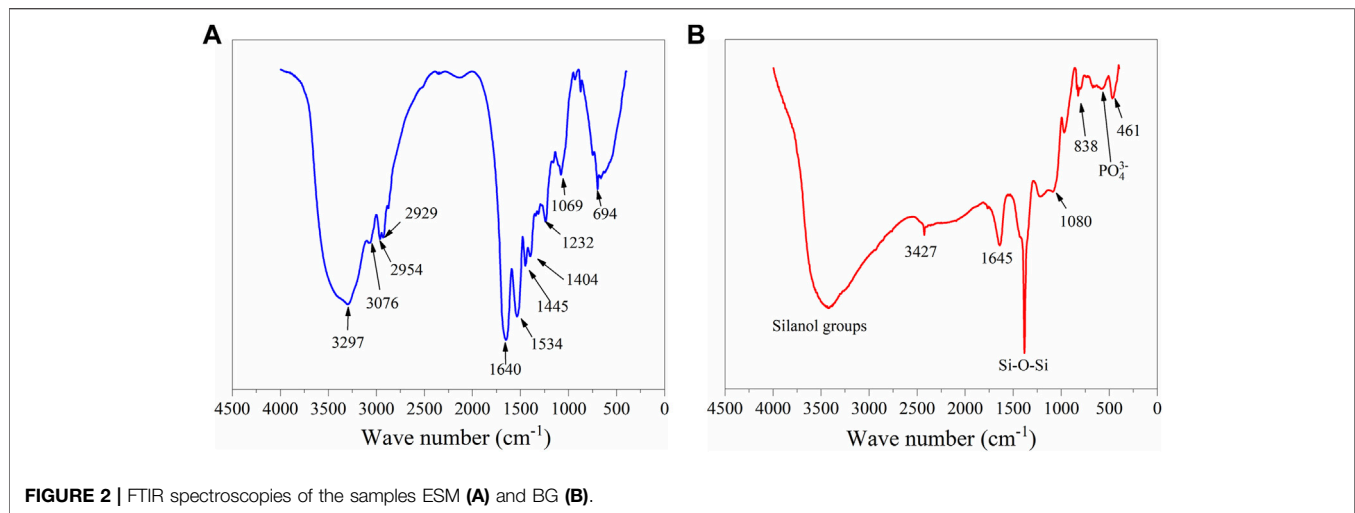 A
2929
2954
3076
3297
1069
694
1232
1404
1445
1534
1640
4500 4000 3500 3000 2500 2000 1500 1000 500 0
Wave number (cm⁻¹)
B
838
461
PO₄³⁻
1080
3427
1645
Silanol groups
Si-O-Si
4500 4000 3500 3000 2500 2000 1500 1000 500 0
Wave number (cm⁻¹)
FIGURE 2 | FTIR spectroscopies of the samples ESM (A) and BG (B).